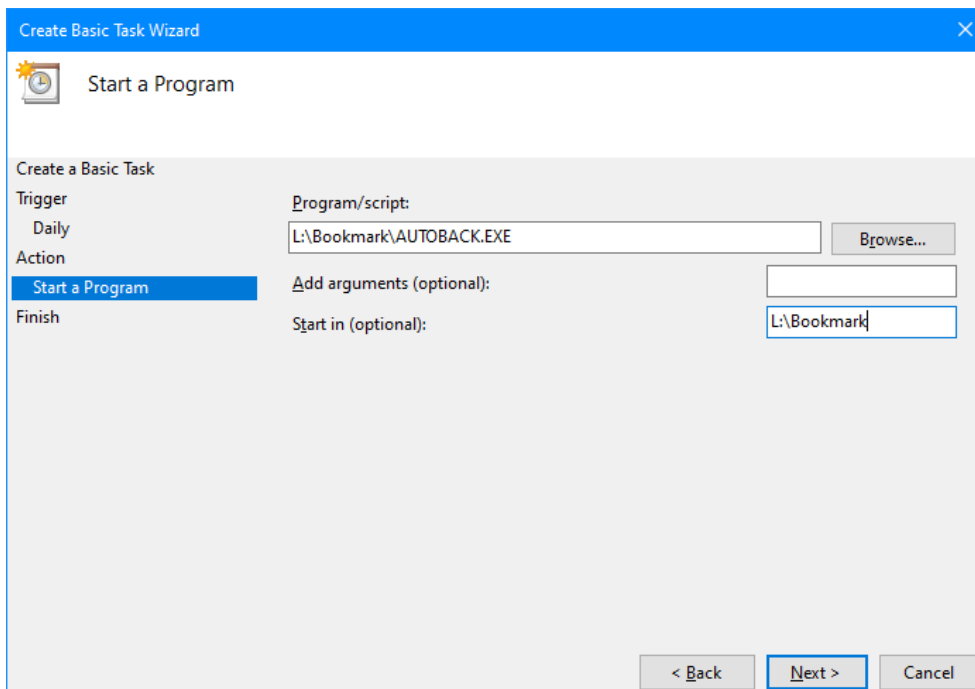 Create Basic Task Wizard
Start a Program
Create a Basic Task
Trigger
Daily
Action
Start a Program
Finish
Program/script:
L:\Bookmark\AUTOBACK.EXE
Browse...
Add arguments (optional):
Start in (optional):
L:\Bookmark
< Back
Next >
Cancel